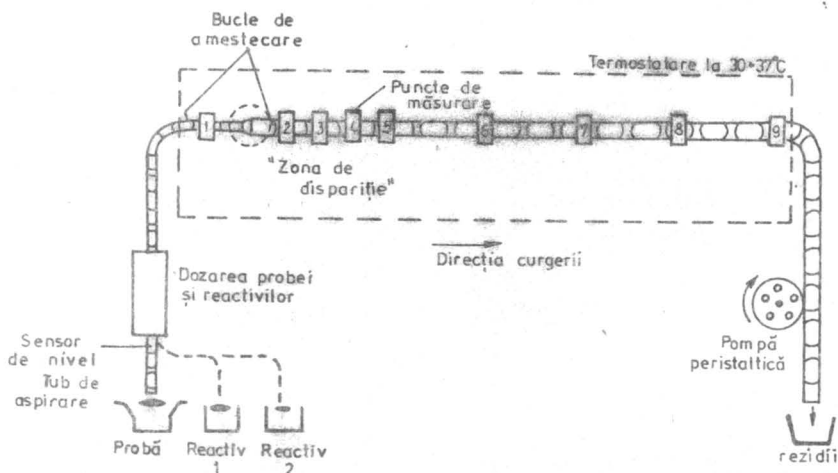 Bucle de
amestecare
Termostatare la 30÷37°C
Puncte de
măsurare
1
2
3
4
5
6
7
8
9
"Zona de
dispariție"
Direcția curgerii
Dozarea probei
și reactivilor
Sensor
de nivel
Tub de
aspirare
Probă
Reactiv
1
Reactiv
2
Pompă
peristaltică
rezidii